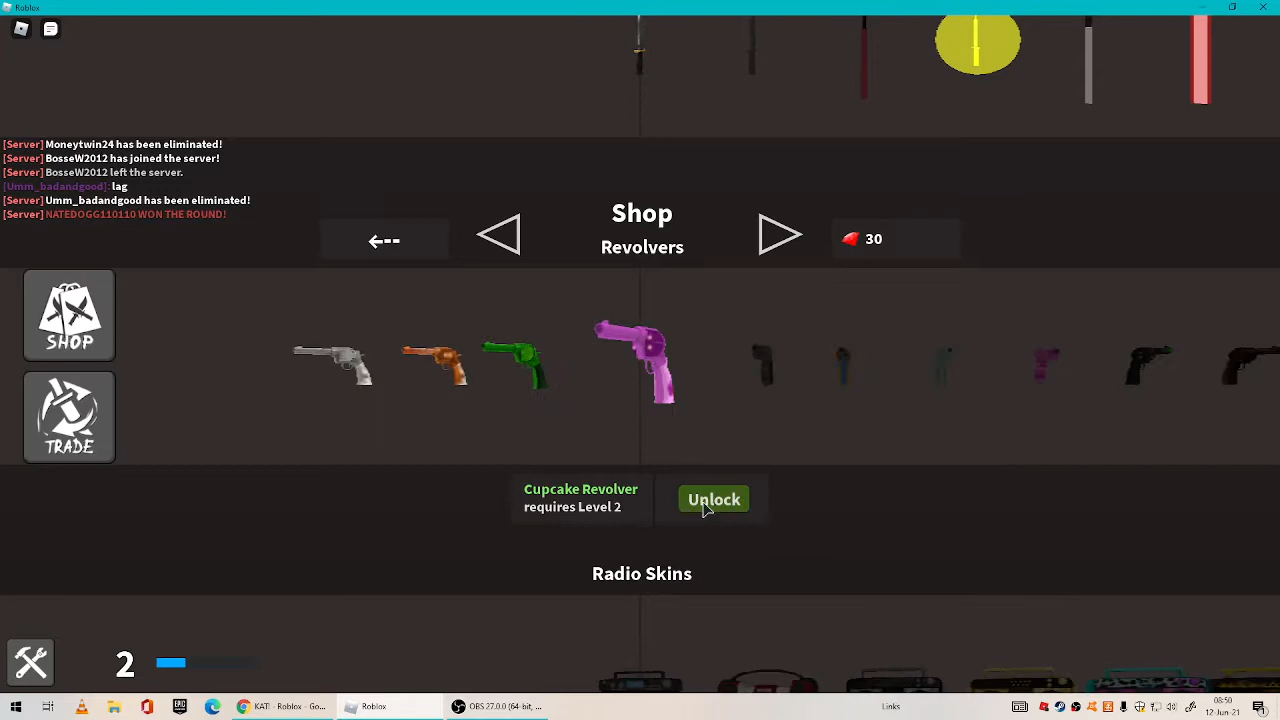 Roblox
[Server] Moneytwin24 has been eliminated!
[Server] BosseW2012 has joined the server!
[Server] BosseW2012 left the server.
[Umm_badandgood]: lag
[Server] Umm_badandgood has been eliminated!
[Server] NATEDOGG110110 WON THE ROUND!
Shop
Revolvers
30
SHOP
TRADE
Cupcake Revolver
requires Level 2
Unlock
Radio Skins
2
KAT! - Roblox - Go...
Roblox
OBS 27.0.0 (64-bit, ...
Links
08:50
12-Jun-21